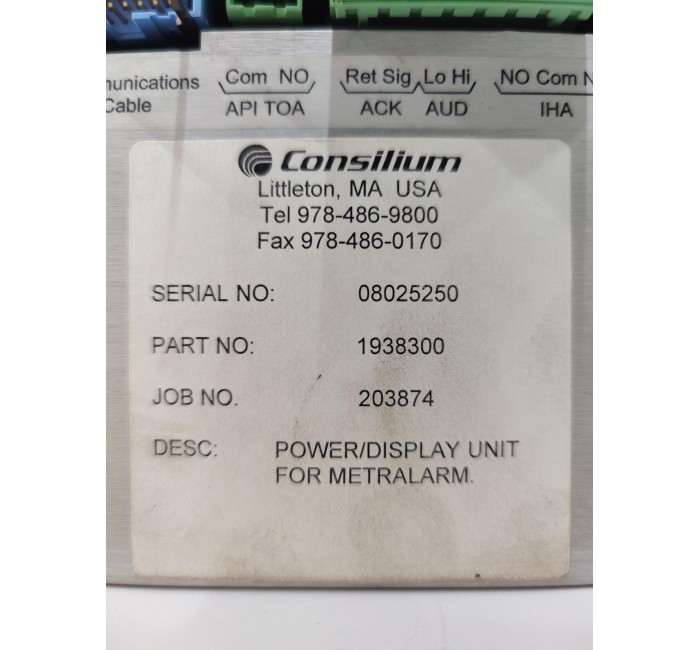 Com NO Ret Sig Lo Hi NO Com
Cable API TOA ACK AUD IHA
Consilium
Littleton, MA USA
Tel 978-486-9800
Fax 978-486-0170
SERIAL NO: 08025250
PART NO: 1938300
JOB NO. 203874
DESC: POWER/DISPLAY UNIT
FOR METRALARM.